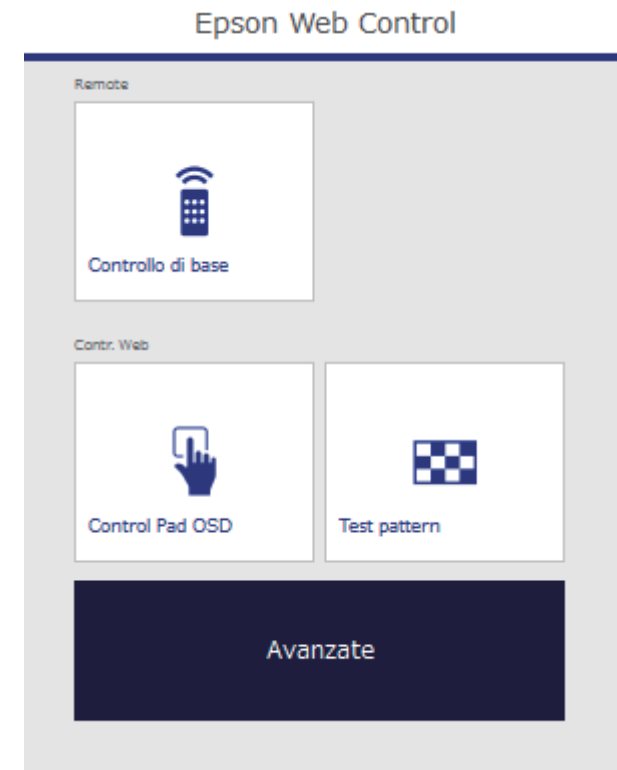 Epson Web Control
Remote
Controllo di base
Contr. Web
Control Pad OSD
Test pattern
Avanzate